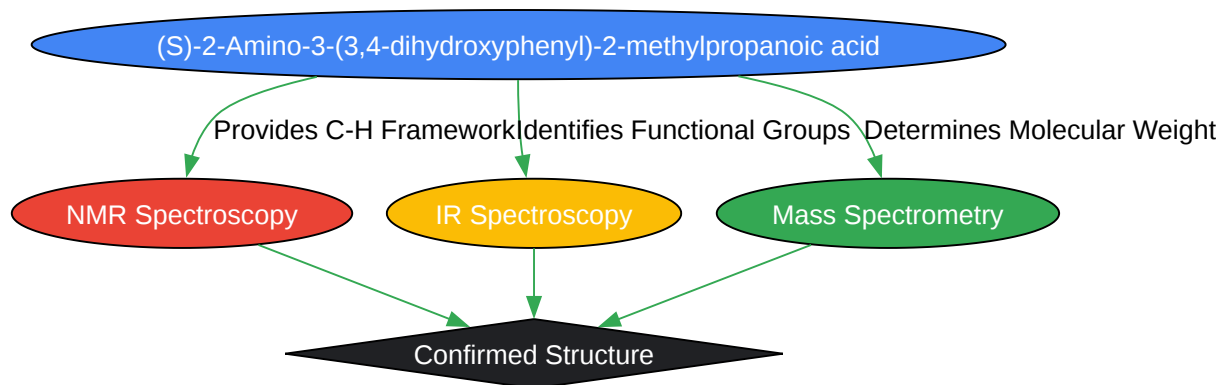 (S)-2-Amino-3-(3,4-dihydroxyphenyl)-2-methylpropanoic acid
Provides C-H Framework
Identifies Functional Groups
Determines Molecular Weight
NMR Spectroscopy
IR Spectroscopy
Mass Spectrometry
Confirmed Structure